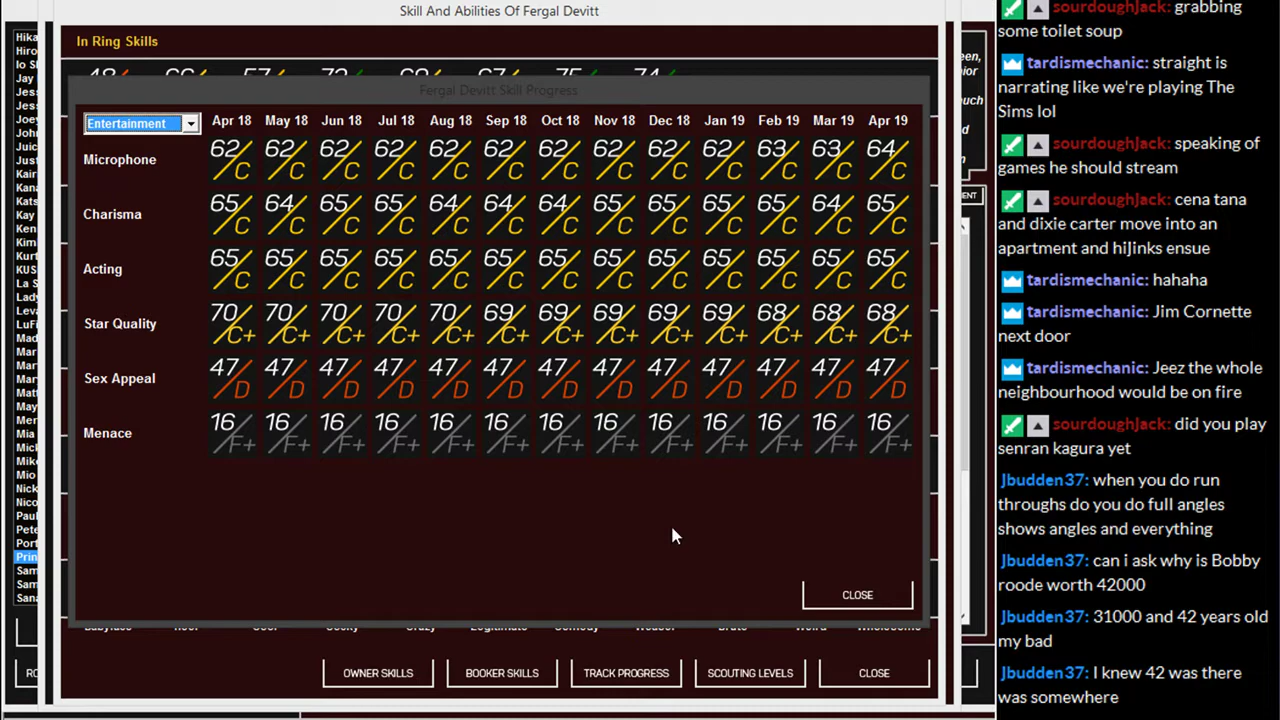 Skill And Abilities Of Fergal Devitt
In Ring Skills
Fergal Devitt Skill Progress
Entertainment Apr 18 May 18 Jun 18 Jul 18 Aug 18 Sep 18 Oct 18 Nov 18 Dec 18 Jan 19 Feb 19 Mar 19 Apr 19
Microphone 62/C 62/C 62/C 62/C 62/C 62/C 62/C 62/C 62/C 62/C 63/C 63/C 64/C
Charisma 65/C 64/C 65/C 65/C 64/C 64/C 64/C 65/C 65/C 65/C 65/C 64/C 65/C
Acting 65/C 65/C 65/C 65/C 65/C 65/C 65/C 65/C 65/C 65/C 65/C 65/C 65/C
Star Quality 70/C+ 70/C+ 70/C+ 70/C+ 70/C+ 69/C+ 69/C+ 69/C+ 69/C+ 69/C+ 68/C+ 68/C+ 68/C+
Sex Appeal 47/D 47/D 47/D 47/D 47/D 47/D 47/D 47/D 47/D 47/D 47/D 47/D 47/D
Menace 16/F+ 16/F+ 16/F+ 16/F+ 16/F+ 16/F+ 16/F+ 16/F+ 16/F+ 16/F+ 16/F+ 16/F+ 16/F+
CLOSE
OWNER SKILLS BOOKER SKILLS TRACK PROGRESS SCOUTING LEVELS CLOSE
sourdoughjack: grabbing
some toilet soup
tardismechanic: straight is
narrating like we're playing The
Sims lol
sourdoughjack: speaking of
games he should stream
sourdoughjack: cena tana
and dixie carter move into an
apartment and hijinks ensue
tardismechanic: hahaha
tardismechanic: Jim Cornette
next door
tardismechanic: Jeez the whole
neighbourhood would be on fire
sourdoughjack: did you play
senran kagura yet
Jbudden37: when you do run
throughs do you do full angles
shows angles and everything
Jbudden37: can i ask why is Bobby
roode worth 42000
Jbudden37: 31000 and 42 years old
my bad
Jbudden37: I knew 42 was there
was somewhere